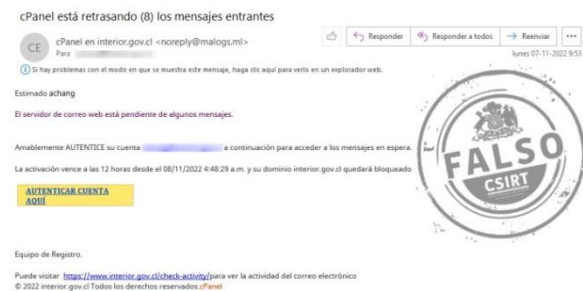 cPanel está retrasando (8) los mensajes entrantes
CE
cPanel en interior.gov.cl <noreply@malogs.ml>
Para
Responder
Responder a todos
Reenviar
lunes 07-11-2022 9:53
Si hay problemas con el modo en que se muestra este mensaje, haga clic aquí para verlo en un explorador web.
Estimado achang
El servidor de correo web está pendiente de algunos mensajes.
Amablemente AUTENTICE su cuenta a continuación para acceder a los mensajes en espera.
La activación vence a las 12 horas desde el 08/11/2022 4:48:29 a.m. y su dominio interior.gov.cl quedará bloqueado
AUTENTICAR CUENTA
AQUÍ
FALSO
CSIRT
Equipo de Registro.
Puede visitar https://www.interior.gov.cl/check-activity/para ver la actividad del correo electrónico
© 2022 interior.gov.cl Todos los derechos reservados.cPanel